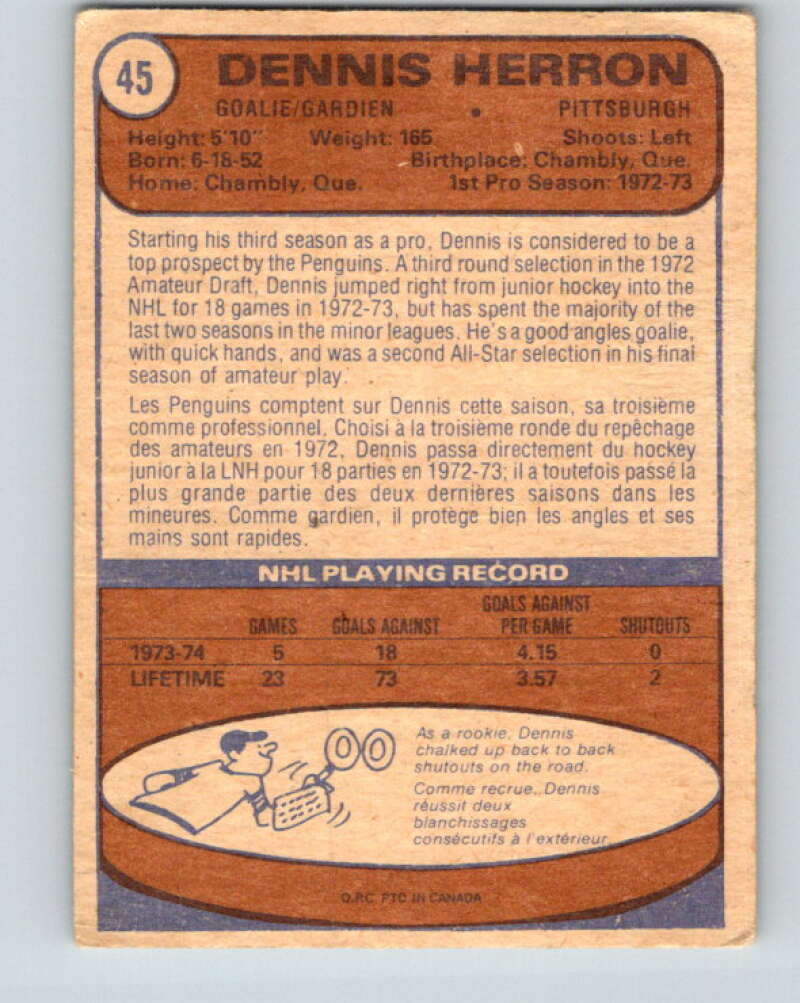 45
DENNIS HERRON
GOALIE/GARDIEN • PITTSBURGH
Height: 5'10" Weight: 165 Shoots: Left
Born: 6-18-52 Birthplace: Chambly, Que.
Home: Chambly, Que. 1st Pro Season: 1972-73
Starting his third season as a pro, Dennis is considered to be a
top prospect by the Penguins. A third round selection in the 1972
Amateur Draft, Dennis jumped right from junior hockey into the
NHL for 18 games in 1972-73, but has spent the majority of the
last two seasons in the minor leagues. He's a good angles goalie,
with quick hands, and was a second All-Star selection in his final
season of amateur play.
Les Penguins comptent sur Dennis cette saison, sa troisième
comme professionnel. Choisi à la troisième ronde du repêchage
des amateurs en 1972, Dennis passa directement du hockey
junior à la LNH pour 18 parties en 1972-73; il a toutefois passé la
plus grande partie des deux dernières saisons dans les
mineures. Comme gardien, il protège bien les angles et ses
mains sont rapides.
NHL PLAYING RECORD
GAMES GOALS AGAINST GOALS AGAINST PER GAME SHUTOUTS
1973-74 5 18 4.15 0
LIFETIME 23 73 3.57 2
As a rookie, Dennis
chalked up back to back
shutouts on the road.
Comme recrue, Dennis
réussit deux
blanchissages
consécutifs à l'extérieur.
O.P.C. PTD IN CANADA